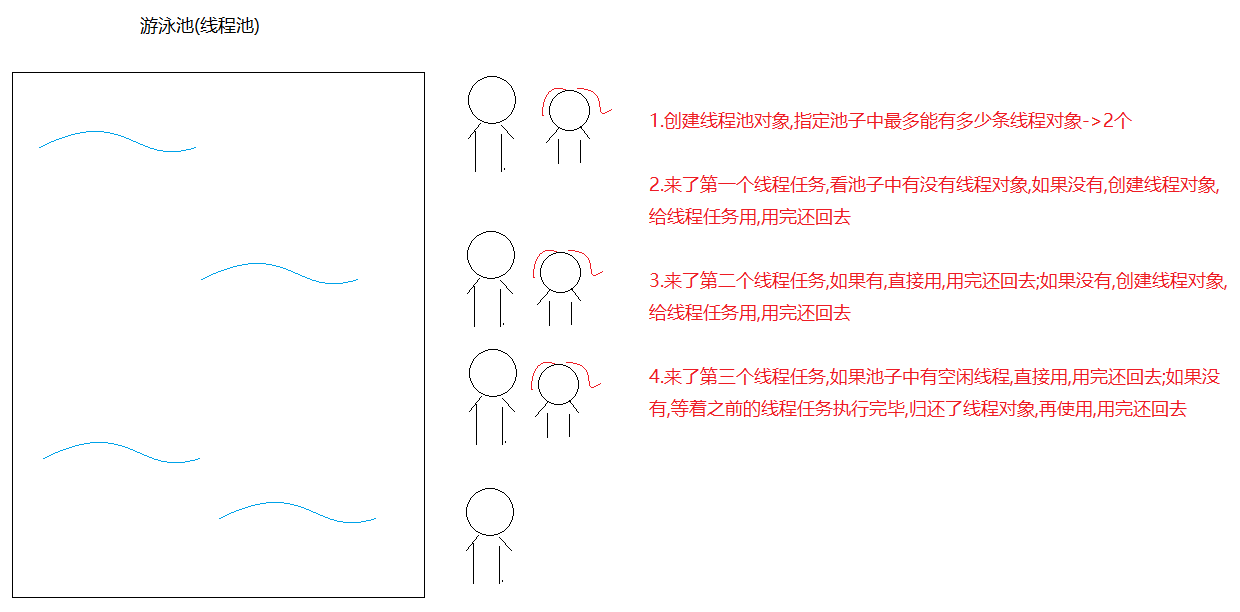 游泳池(线程池)
1.创建线程池对象,指定池子中最多能有多少条线程对象->2个
2.来了第一个线程任务,看池子中有没有线程对象,如果没有,创建线程对象,
给线程任务用,用完还回去
3.来了第二个线程任务,如果有,直接用,用完还回去;如果没有,创建线程对象,
给线程任务用,用完还回去
4.来了第三个线程任务,如果池子中有空闲线程,直接用,用完还回去;如果没
有,等着之前的线程任务执行完毕,归还了线程对象,再使用,用完还回去